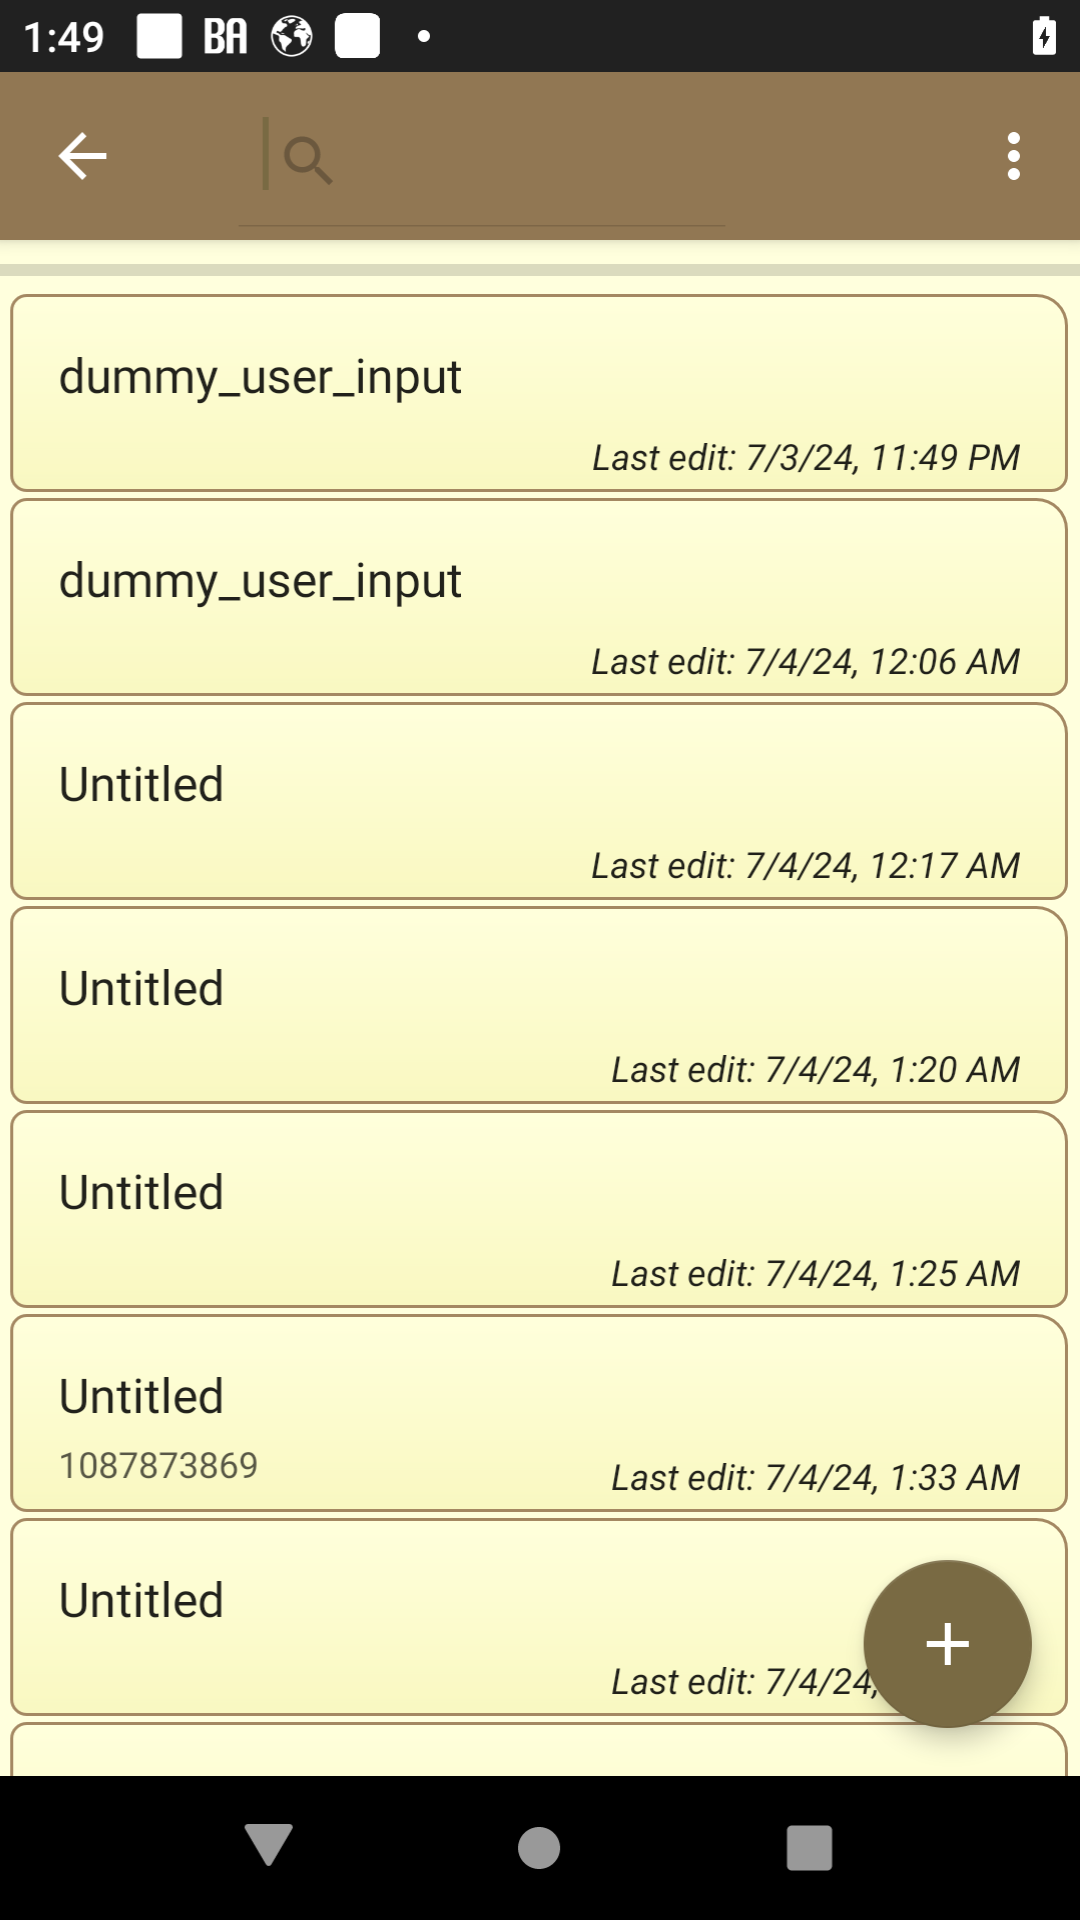 1:49 BA
dummy_user_input
Last edit: 7/3/24, 11:49 PM
dummy_user_input
Last edit: 7/4/24, 12:06 AM
Untitled
Last edit: 7/4/24, 12:17 AM
Untitled
Last edit: 7/4/24, 1:20 AM
Untitled
Last edit: 7/4/24, 1:25 AM
Untitled
1087873869
Last edit: 7/4/24, 1:33 AM
Untitled
Last edit: 7/4/24,